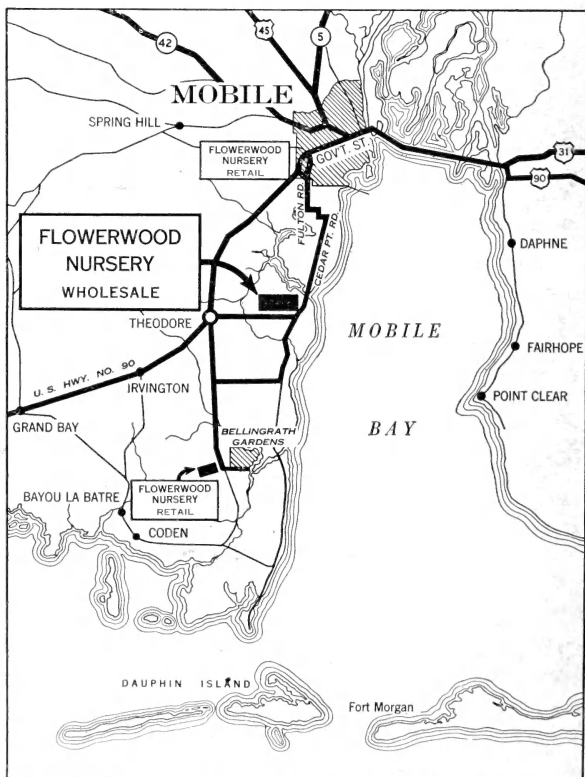 42
45
5
MOBILE
SPRING HILL
FLOWERWOOD
NURSERY
RETAIL
GOV'T. ST.
31
90
FULTON RD.
CEDAR PT. RD.
FLOWERWOOD
NURSERY
WHOLESALE
DAPHNE
THEODORE
MOBILE
BAY
FAIRHOPE
U. S. HWY. NO. 90
IRVINGTON
POINT CLEAR
GRAND BAY
BELLINGRATH
GARDENS
FLOWERWOOD
NURSERY
RETAIL
BAYOU LA BATRE
CODEN
DAUPHIN ISLAND
Fort Morgan